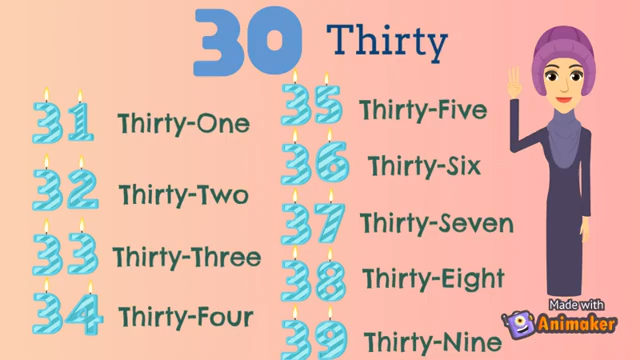 30 Thirty
31 Thirty-One
32 Thirty-Two
33 Thirty-Three
34 Thirty-Four
35 Thirty-Five
36 Thirty-Six
37 Thirty-Seven
38 Thirty-Eight
39 Thirty-Nine
Made with
Animaker